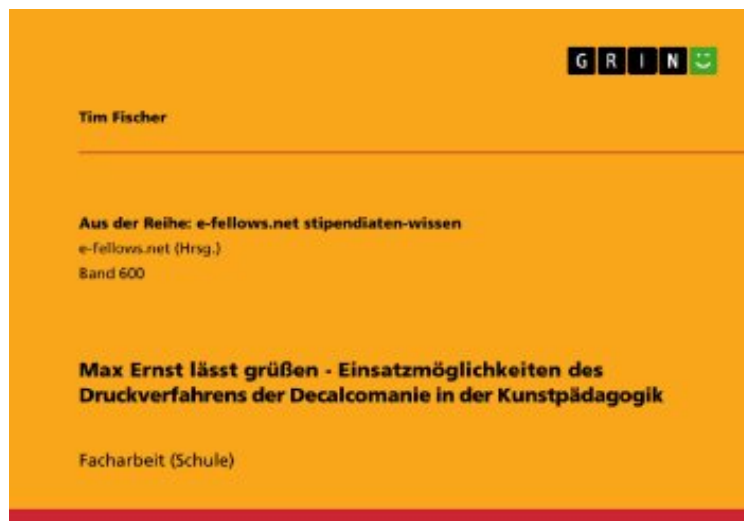 GRIN
Tim Fischer
Aus der Reihe: e-fellows.net stipendiaten-wissen
e-fellows.net (Hrsg.)
Band 600
Max Ernst lässt grüßen - Einsatzmöglichkeiten des
Druckverfahrens der Decalcomanie in der Kunstpädagogik
Facharbeit (Schule)